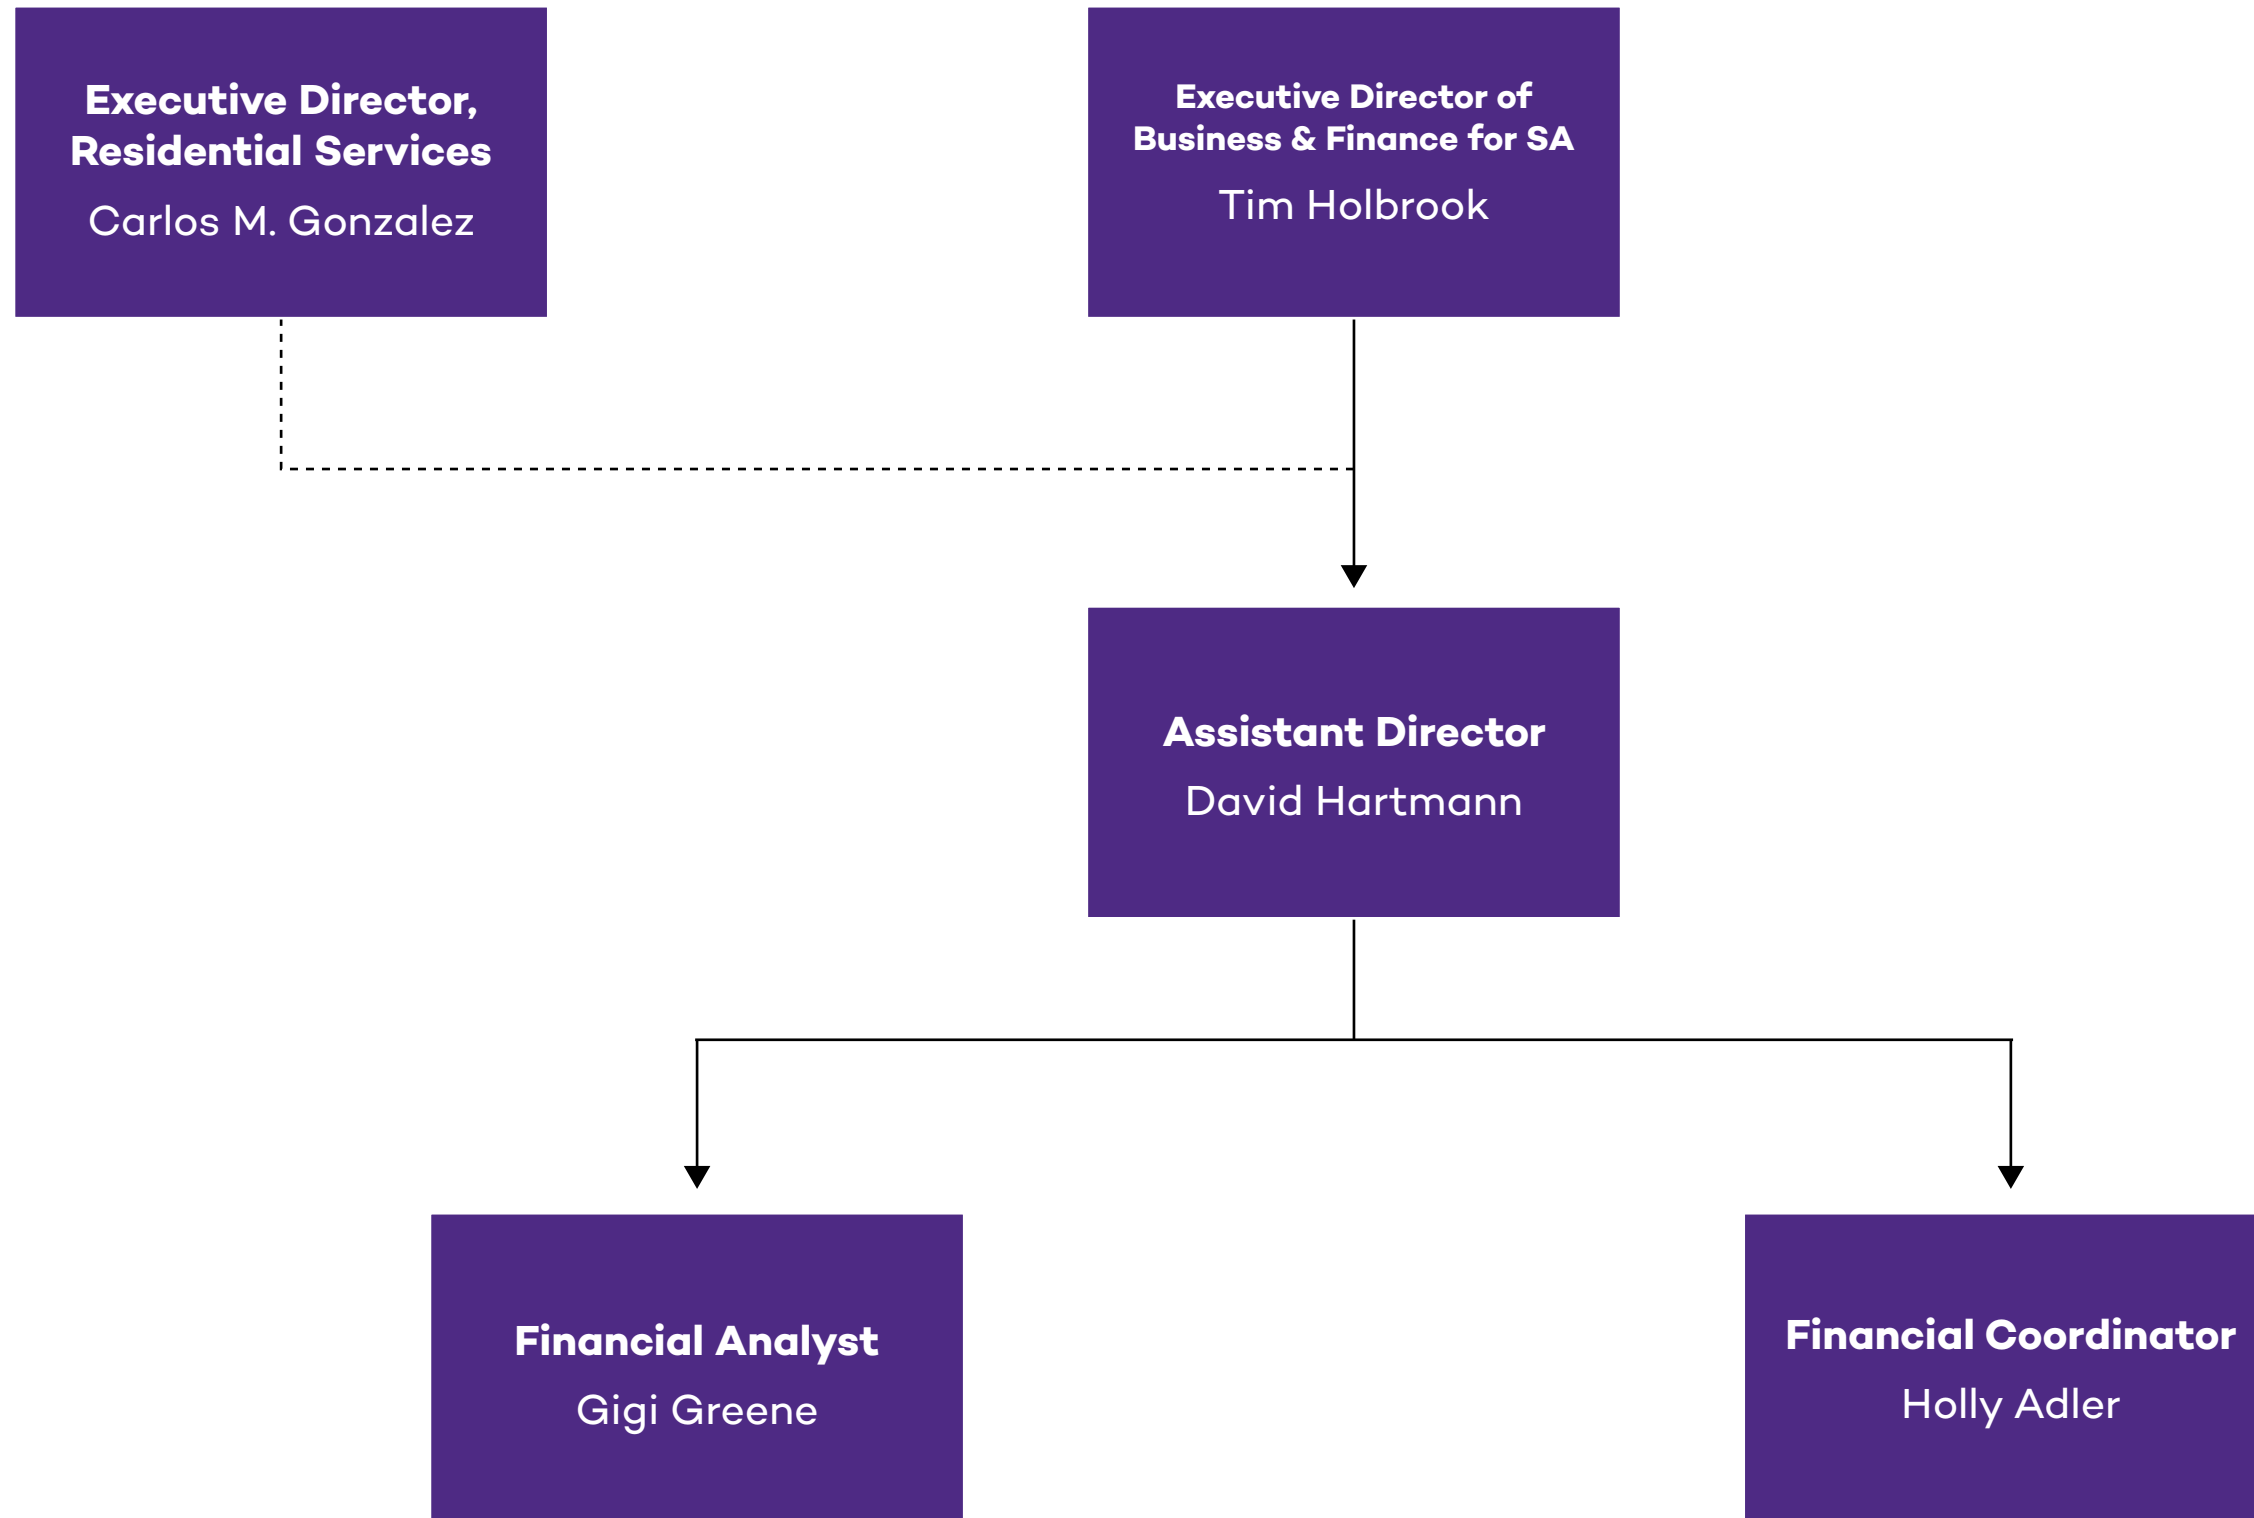 Executive Director,
Residential Services
Carlos M. Gonzalez
Executive Director of
Business & Finance for SA
Tim Holbrook
Assistant Director
David Hartmann
Financial Analyst
Gigi Greene
Financial Coordinator
Holly Adler